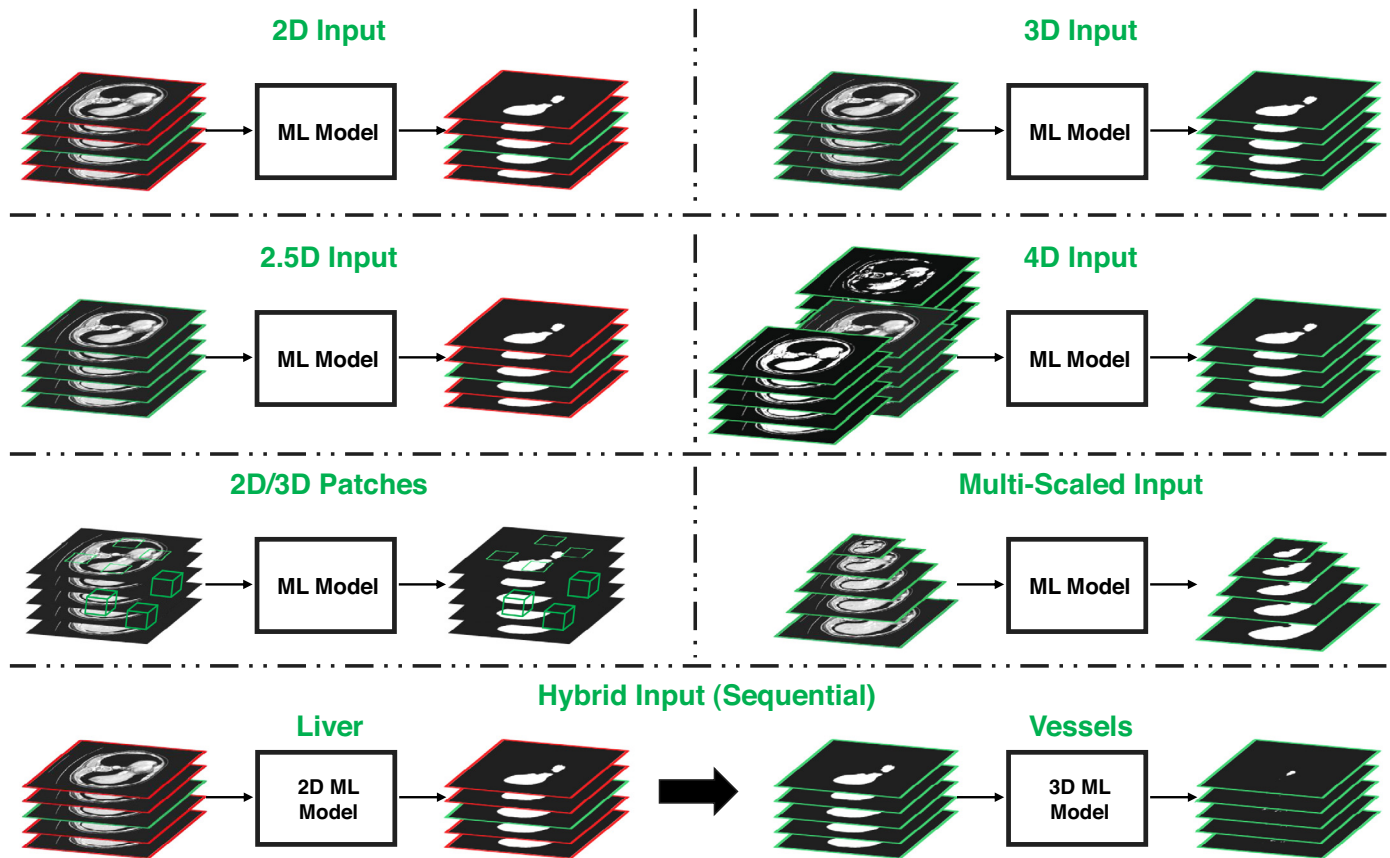 2D Input
3D Input
ML Model
ML Model
2.5D Input
4D Input
ML Model
ML Model
2D/3D Patches
Multi-Scaled Input
ML Model
ML Model
Hybrid Input (Sequential)
Liver
Vessels
2D ML
Model
3D ML
Model